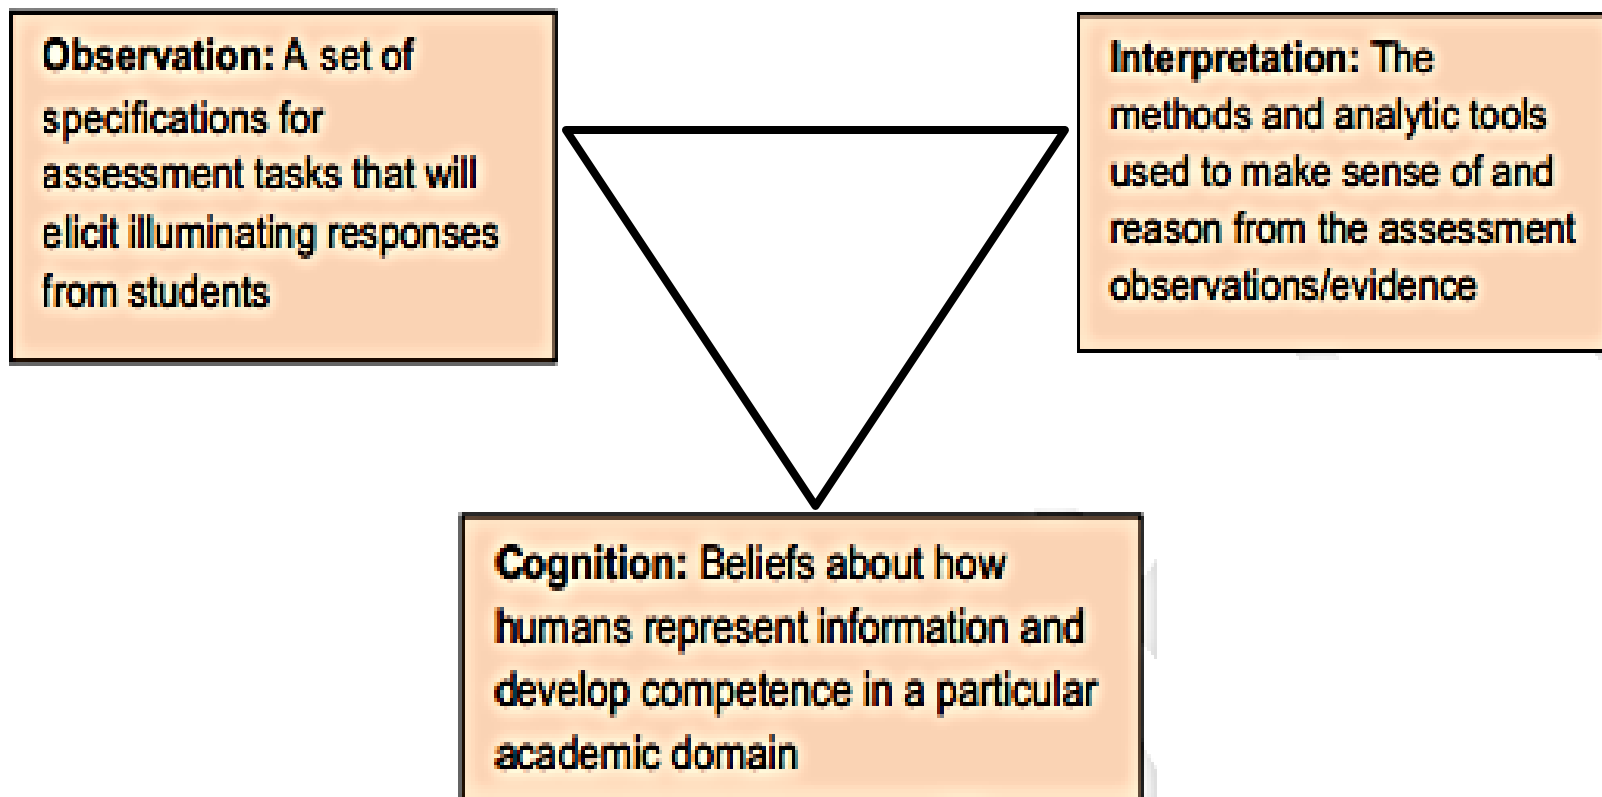 Observation: A set of
specifications for
assessment tasks that will
elicit illuminating responses
from students
Interpretation: The
methods and analytic tools
used to make sense of and
reason from the assessment
observations/evidence
Cognition: Beliefs about how
humans represent information and
develop competence in a particular
academic domain